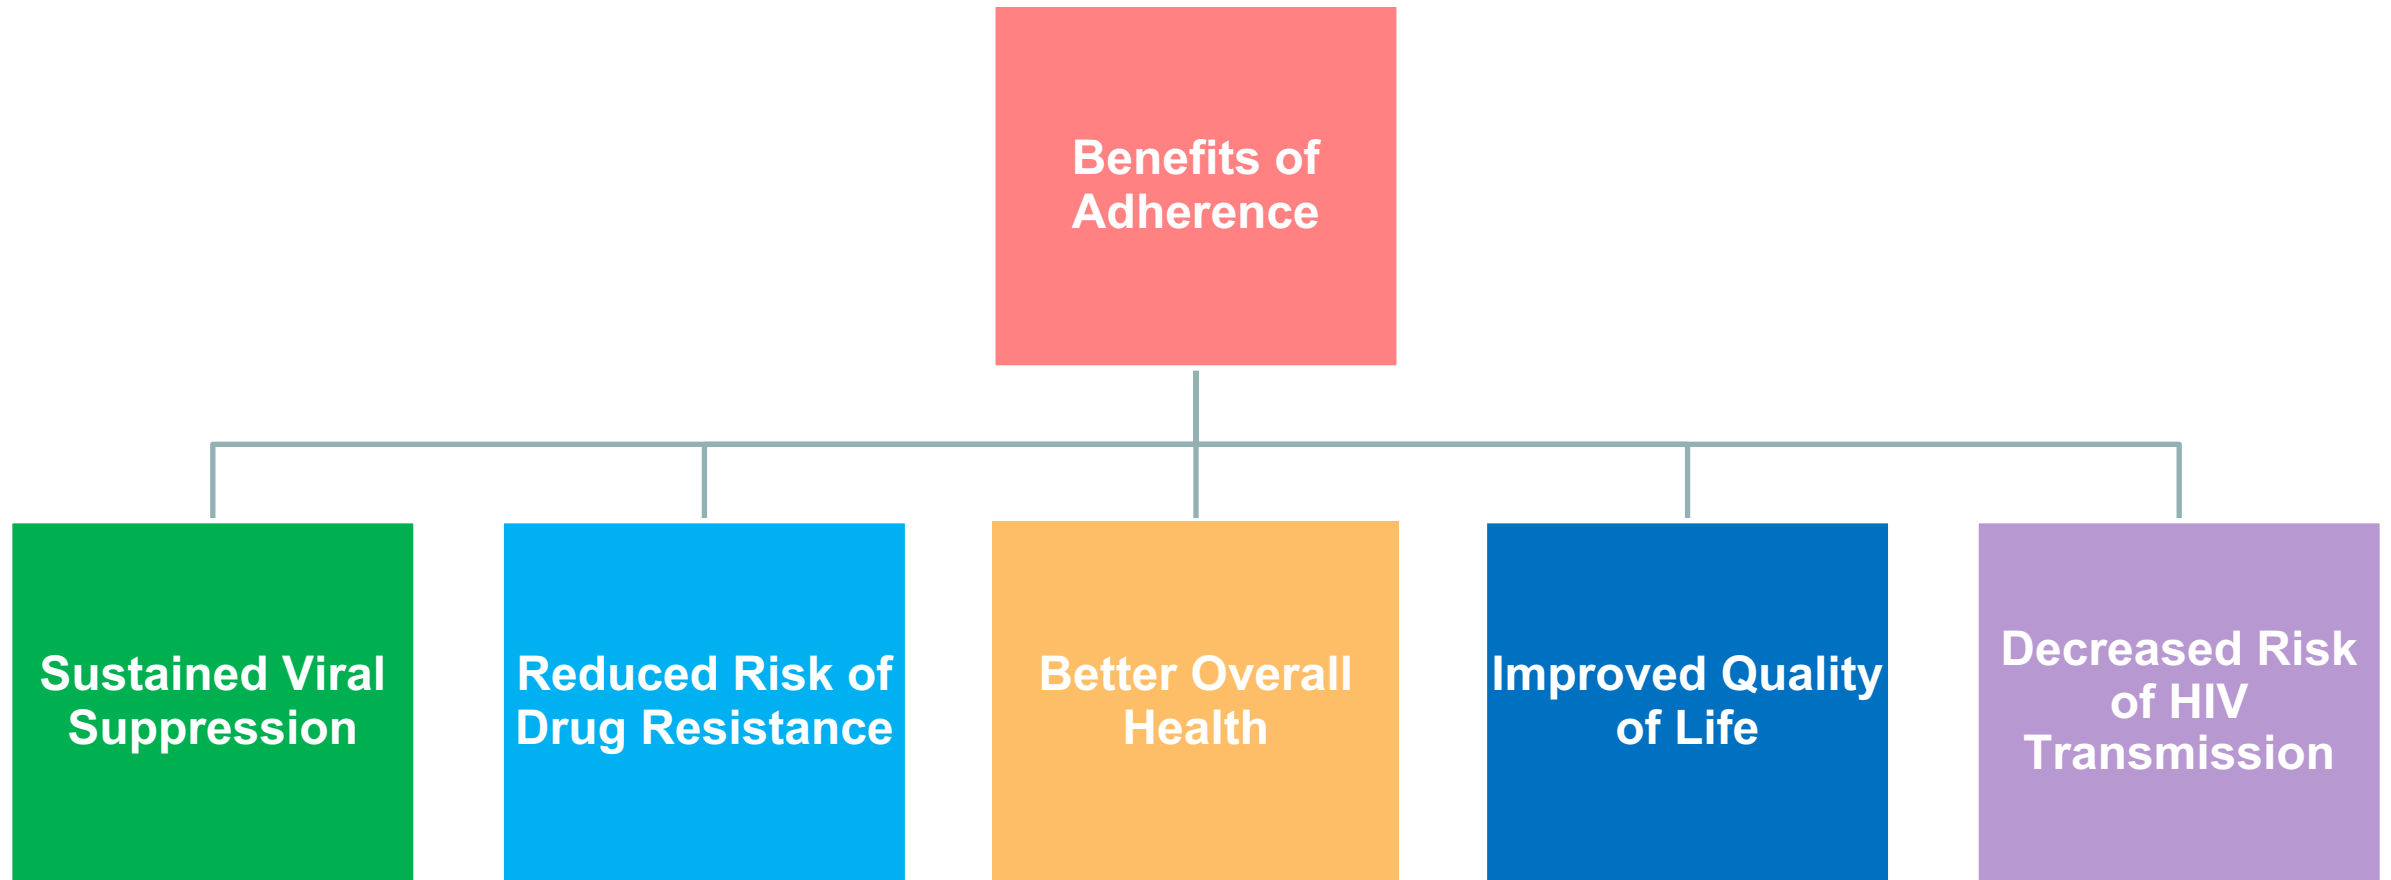 Benefits of
Adherence
Sustained Viral
Suppression
Reduced Risk of
Drug Resistance
Better Overall
Health
Improved Quality
of Life
Decreased Risk
of HIV
Transmission